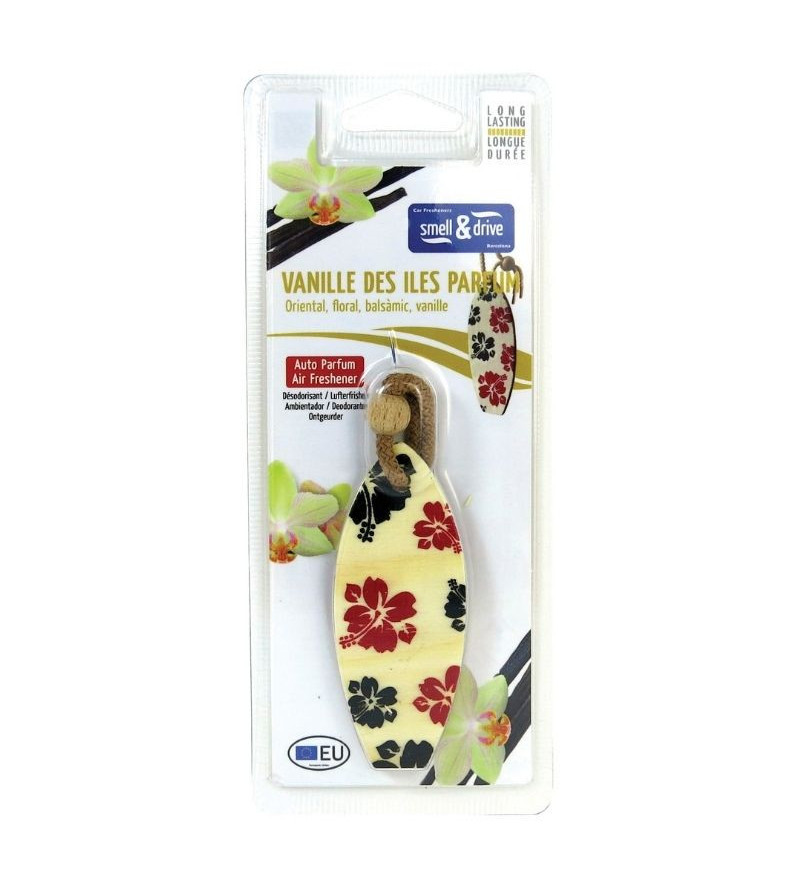 LONG
LASTING
LONGUE
DURÉE
Car Fresheners
smell & drive
Barcelona
VANILLE DES ILES PARFUM
Oriental, floral, balsàmic, vanille
Auto Parfum
Air Freshener
Désodorisant / Lufterfrisher
Ambientador / Deodorante
Ontgeurder
EU